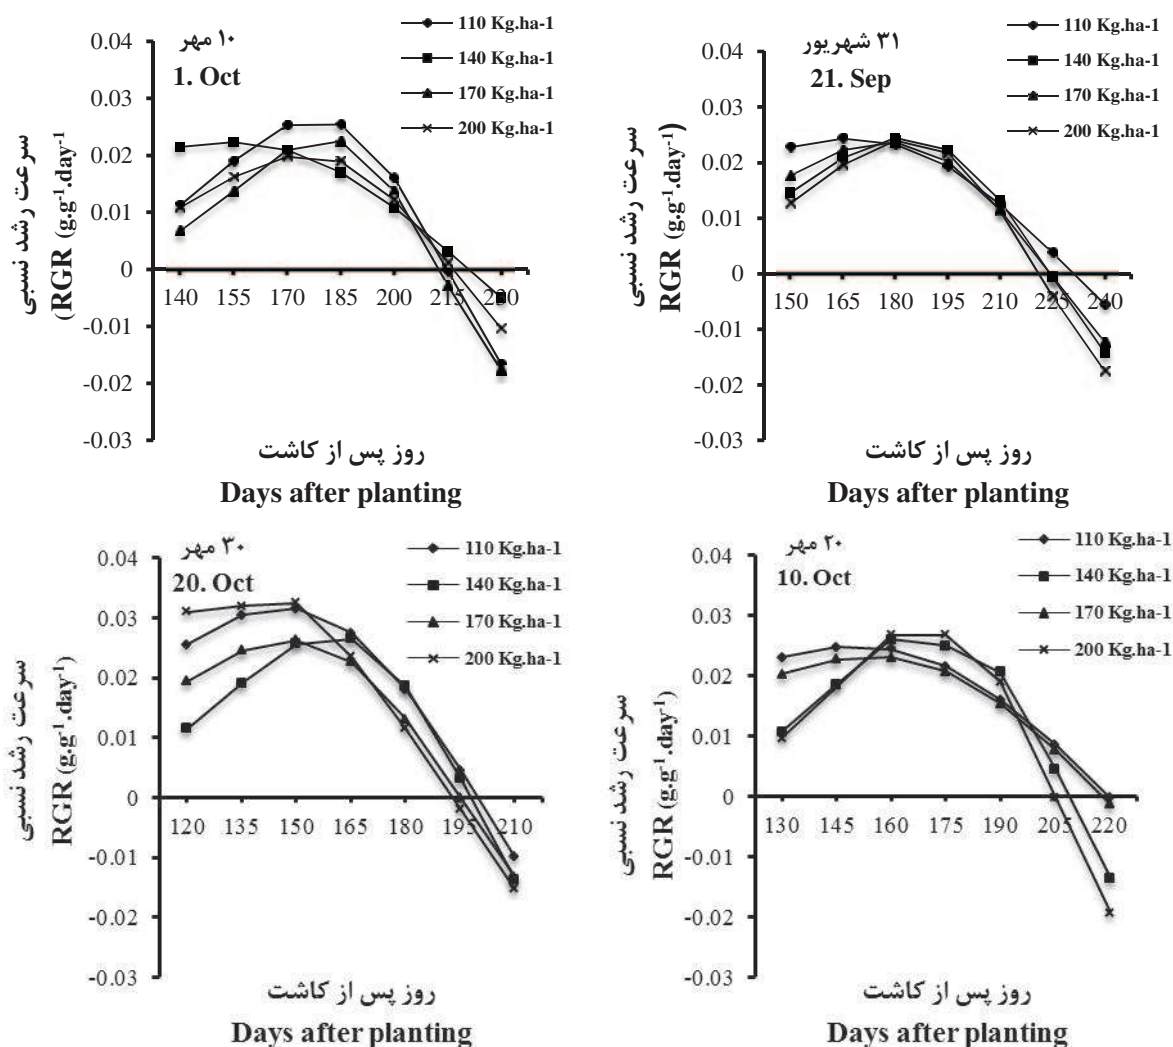 ۱۰ مهر
1. Oct
110 Kg.ha-1
140 Kg.ha-1
170 Kg.ha-1
200 Kg.ha-1
0.04
0.03
0.02
0.01
0
-0.01
-0.02
-0.03
140 155 170 185 200 215 230
سرعت رشد نسبی
(RGR (g.g-1.day-1
روز پس از کاشت
Days after planting
۳۱ شهریور
21. Sep
110 Kg.ha-1
140 Kg.ha-1
170 Kg.ha-1
200 Kg.ha-1
0.04
0.03
0.02
0.01
0
-0.01
-0.02
-0.03
150 165 180 195 210 225 240
سرعت رشد نسبی
RGR (g.g-1.day-1)
روز پس از کاشت
Days after planting
۳۰ مهر
20. Oct
110 Kg.ha-1
140 Kg.ha-1
170 Kg.ha-1
200 Kg.ha-1
0.04
0.03
0.02
0.01
0
-0.01
-0.02
-0.03
120 135 150 165 180 195 210
سرعت رشد نسبی
RGR (g.g-1.day-1)
روز پس از کاشت
Days after planting
۲۰ مهر
10. Oct
110 Kg.ha-1
140 Kg.ha-1
170 Kg.ha-1
200 Kg.ha-1
0.04
0.03
0.02
0.01
0
-0.01
-0.02
-0.03
130 145 160 175 190 205 220
سرعت رشد نسبی
RGR (g.g-1.day-1)
روز پس از کاشت
Days after planting